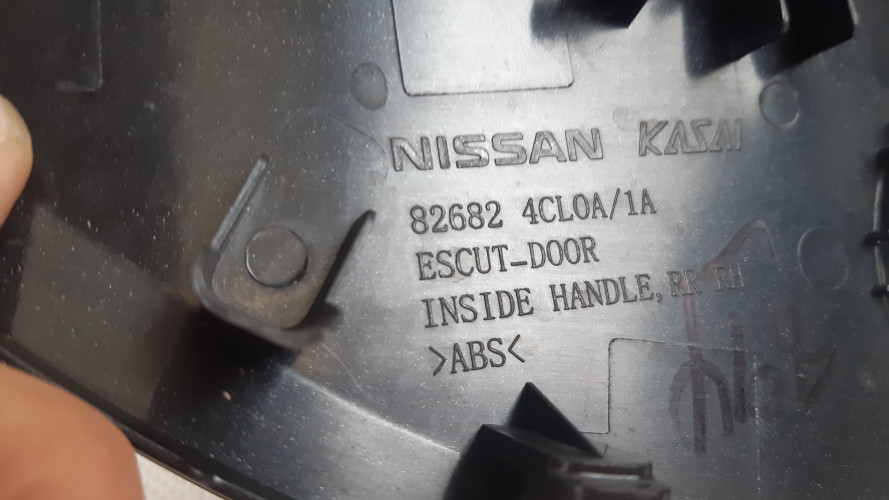 NISSAN KASAI
82682 4CL0A/1A
ESCUT-DOOR
INSIDE HANDLE, RR RH
>ABS<